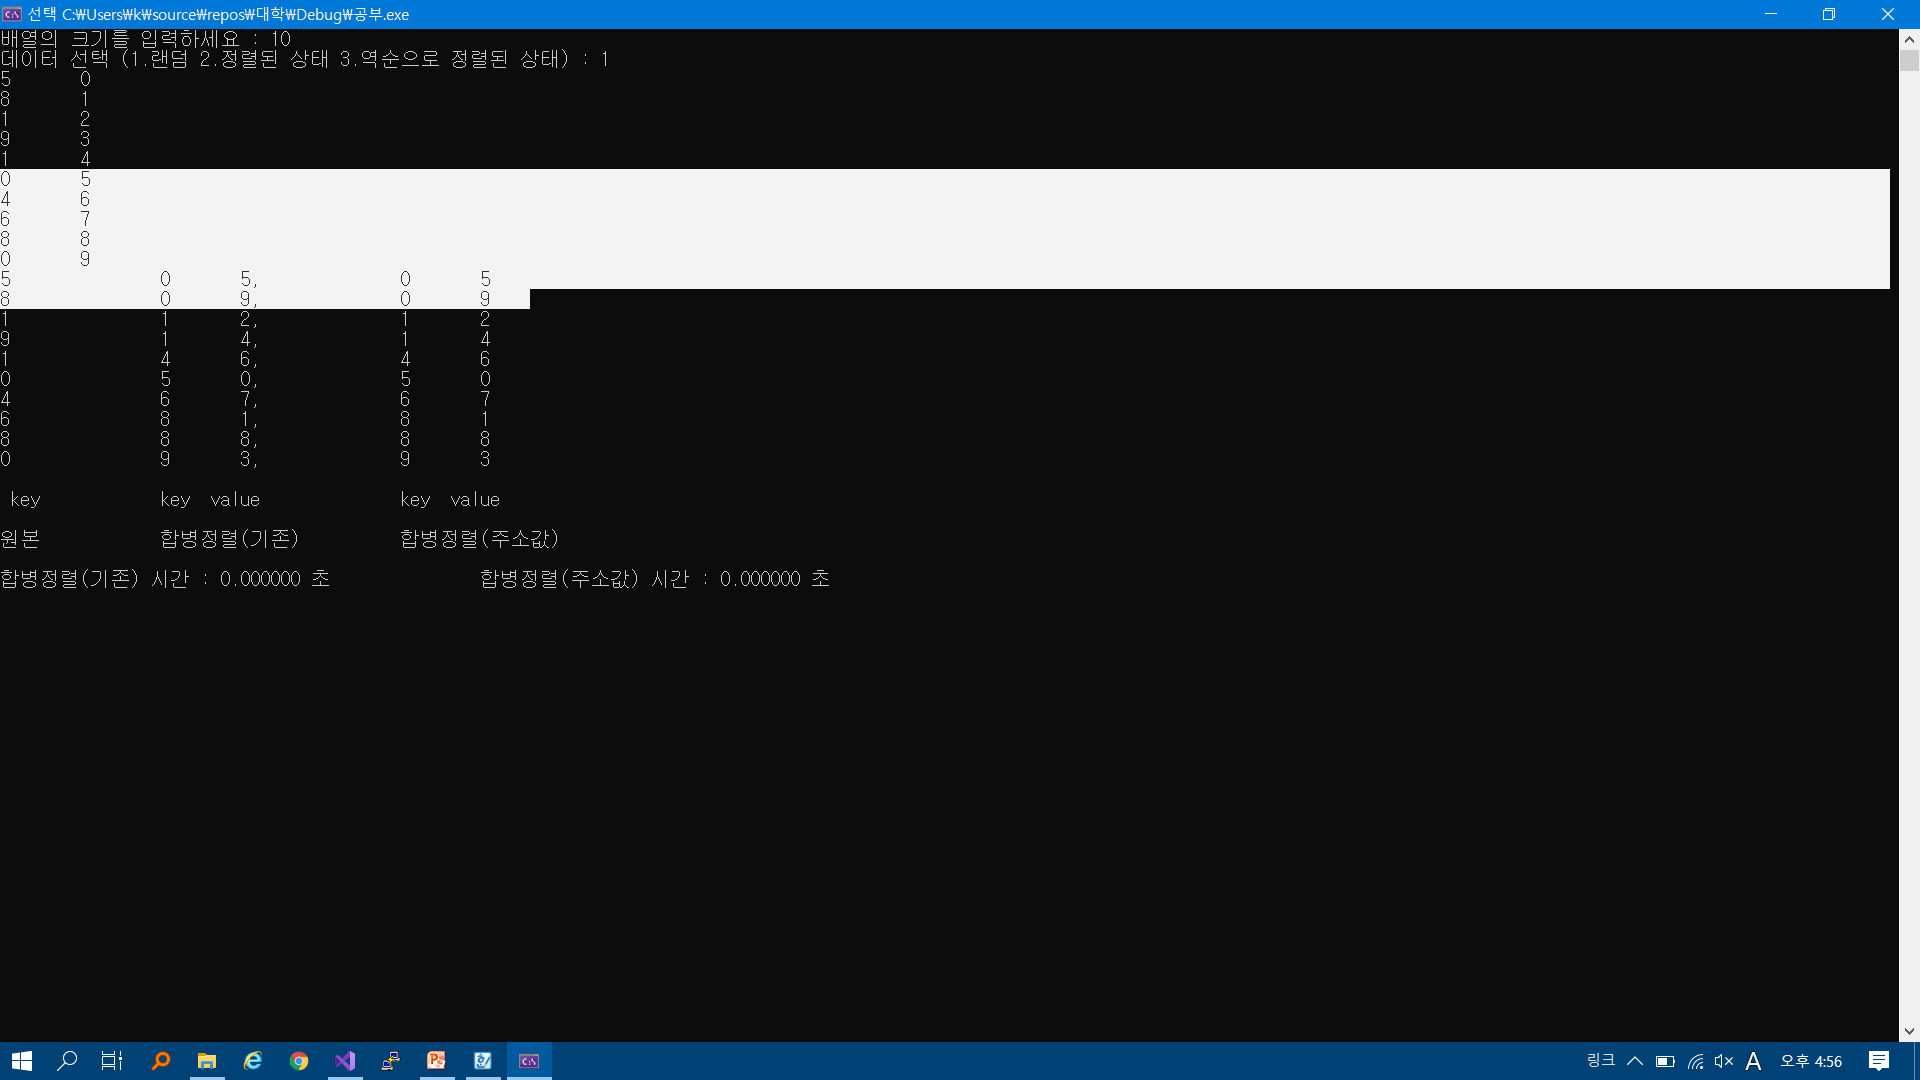 선택 C:₩Users₩k₩source₩repos₩대학₩Debug₩공부.exe
배열의 크기를 입력하세요 : 10
데이터 선택 (1.랜덤 2.정렬된 상태 3.역순으로 정렬된 상태) : 1
5 0
8 1
1 2
9 3
1 4
0 5
4 6
6 7
8 8
0 9
5 0 5, 0 5
8 0 9, 0 9
1 1 2, 1 2
9 1 4, 1 4
1 4 6, 4 6
0 5 0, 5 0
4 6 7, 6 7
6 8 1, 8 1
8 8 8, 8 8
0 9 3, 9 3
key key value key value
원본 합병정렬(기존) 합병정렬(주소값)
합병정렬(기존) 시간 : 0.000000 초 합병정렬(주소값) 시간 : 0.000000 초
링크 A 오후 4:56